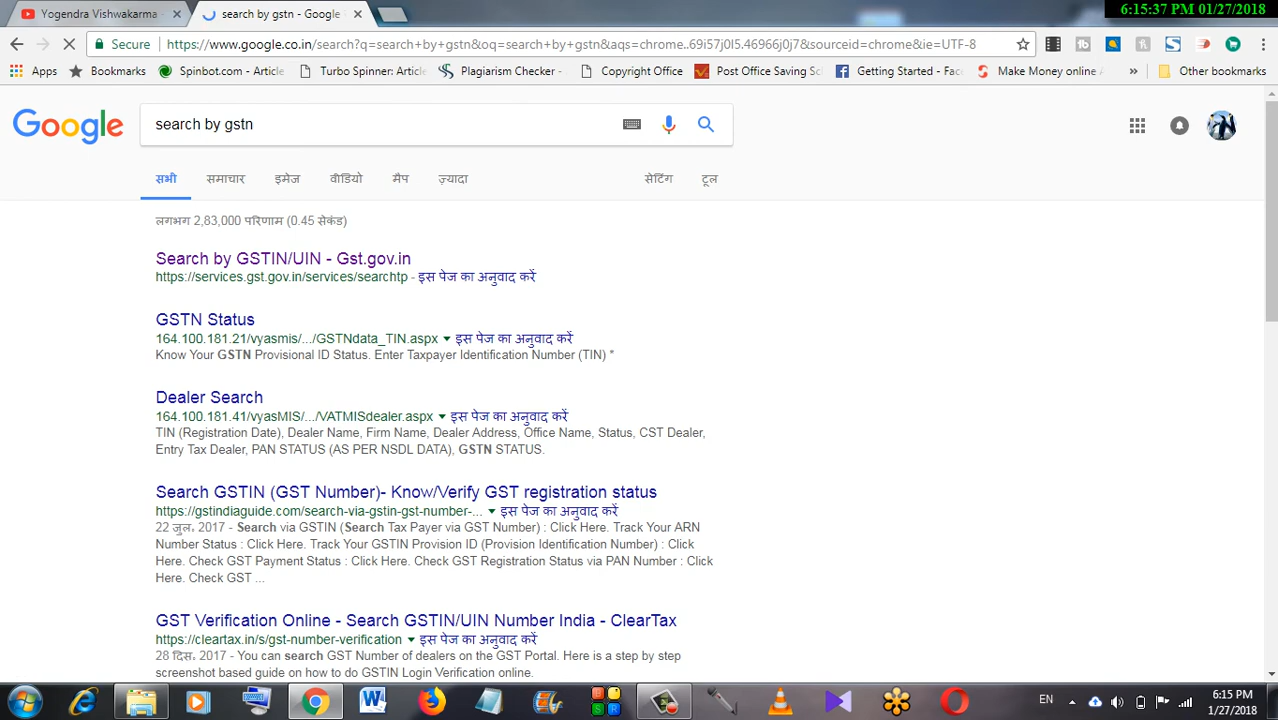 6:15:37 PM 01/27/2018
Yogendra Vishwakarma
search by gstn - Google
Secure
https://www.google.co.in/search?q=search+by+gstn&oq=search+by+gstn&aqs=chrome..69i57j0l5.46966j0j7&sourceid=chrome&ie=UTF-8
Apps
Bookmarks
Spinbot.com - Article
Turbo Spinner: Article
Plagiarism Checker -
Copyright Office
Post Office Saving Sc
Getting Started - Fac
Make Money online
»
Other bookmarks
Google
search by gstn
सभी
समाचार
इमेज
वीडियो
मैप
ज़्यादा
सेटिंग
टूल
लगभग 2,83,000 परिणाम (0.45 सेकंड)
Search by GSTIN/UIN - Gst.gov.in
https://services.gst.gov.in/services/searchtp - इस पेज का अनुवाद करें
GSTN Status
164.100.181.21/vyasmis/.../GSTNdata_TIN.aspx इस पेज का अनुवाद करें
Know Your GSTN Provisional ID Status. Enter Taxpayer Identification Number (TIN) *
Dealer Search
164.100.181.41/vyasMIS/.../VATMISdealer.aspx इस पेज का अनुवाद करें
TIN (Registration Date), Dealer Name, Firm Name, Dealer Address, Office Name, Status, CST Dealer,
Entry Tax Dealer, PAN STATUS (AS PER NSDL DATA), GSTN STATUS.
Search GSTIN (GST Number)- Know/Verify GST registration status
https://gstindiaguide.com/search-via-gstin-gst-number-... इस पेज का अनुवाद करें
22 जुल. 2017 - Search via GSTIN (Search Tax Payer via GST Number) : Click Here. Track Your ARN
Number Status : Click Here. Track Your GSTIN Provision ID (Provision Identification Number) : Click
Here. Check GST Payment Status : Click Here. Check GST Registration Status via PAN Number : Click
Here. Check GST ...
GST Verification Online - Search GSTIN/UIN Number India - ClearTax
https://cleartax.in/s/gst-number-verification इस पेज का अनुवाद करें
28 दिस. 2017 - You can search GST Number of dealers on the GST Portal. Here is a step by step
screenshot based guide on how to do GSTIN Login Verification online.
EN
6:15 PM
1/27/2018